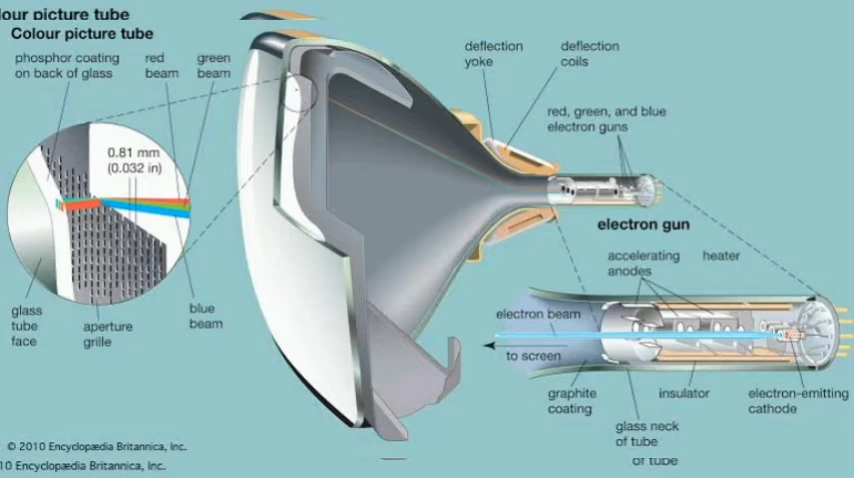 lour picture tube
Colour picture tube
phosphor coating
on back of glass
red
beam
green
beam
0.81 mm
(0.032 in)
glass
tube
face
aperture
grille
blue
beam
deflection
yoke
deflection
coils
red, green, and blue
electron guns
electron gun
accelerating
anodes
heater
electron beam
to screen
graphite
coating
insulator
electron-emitting
cathode
glass neck
of tube
of tube
© 2010 Encyclopædia Britannica, Inc.
10 Encyclopædia Britannica, Inc.